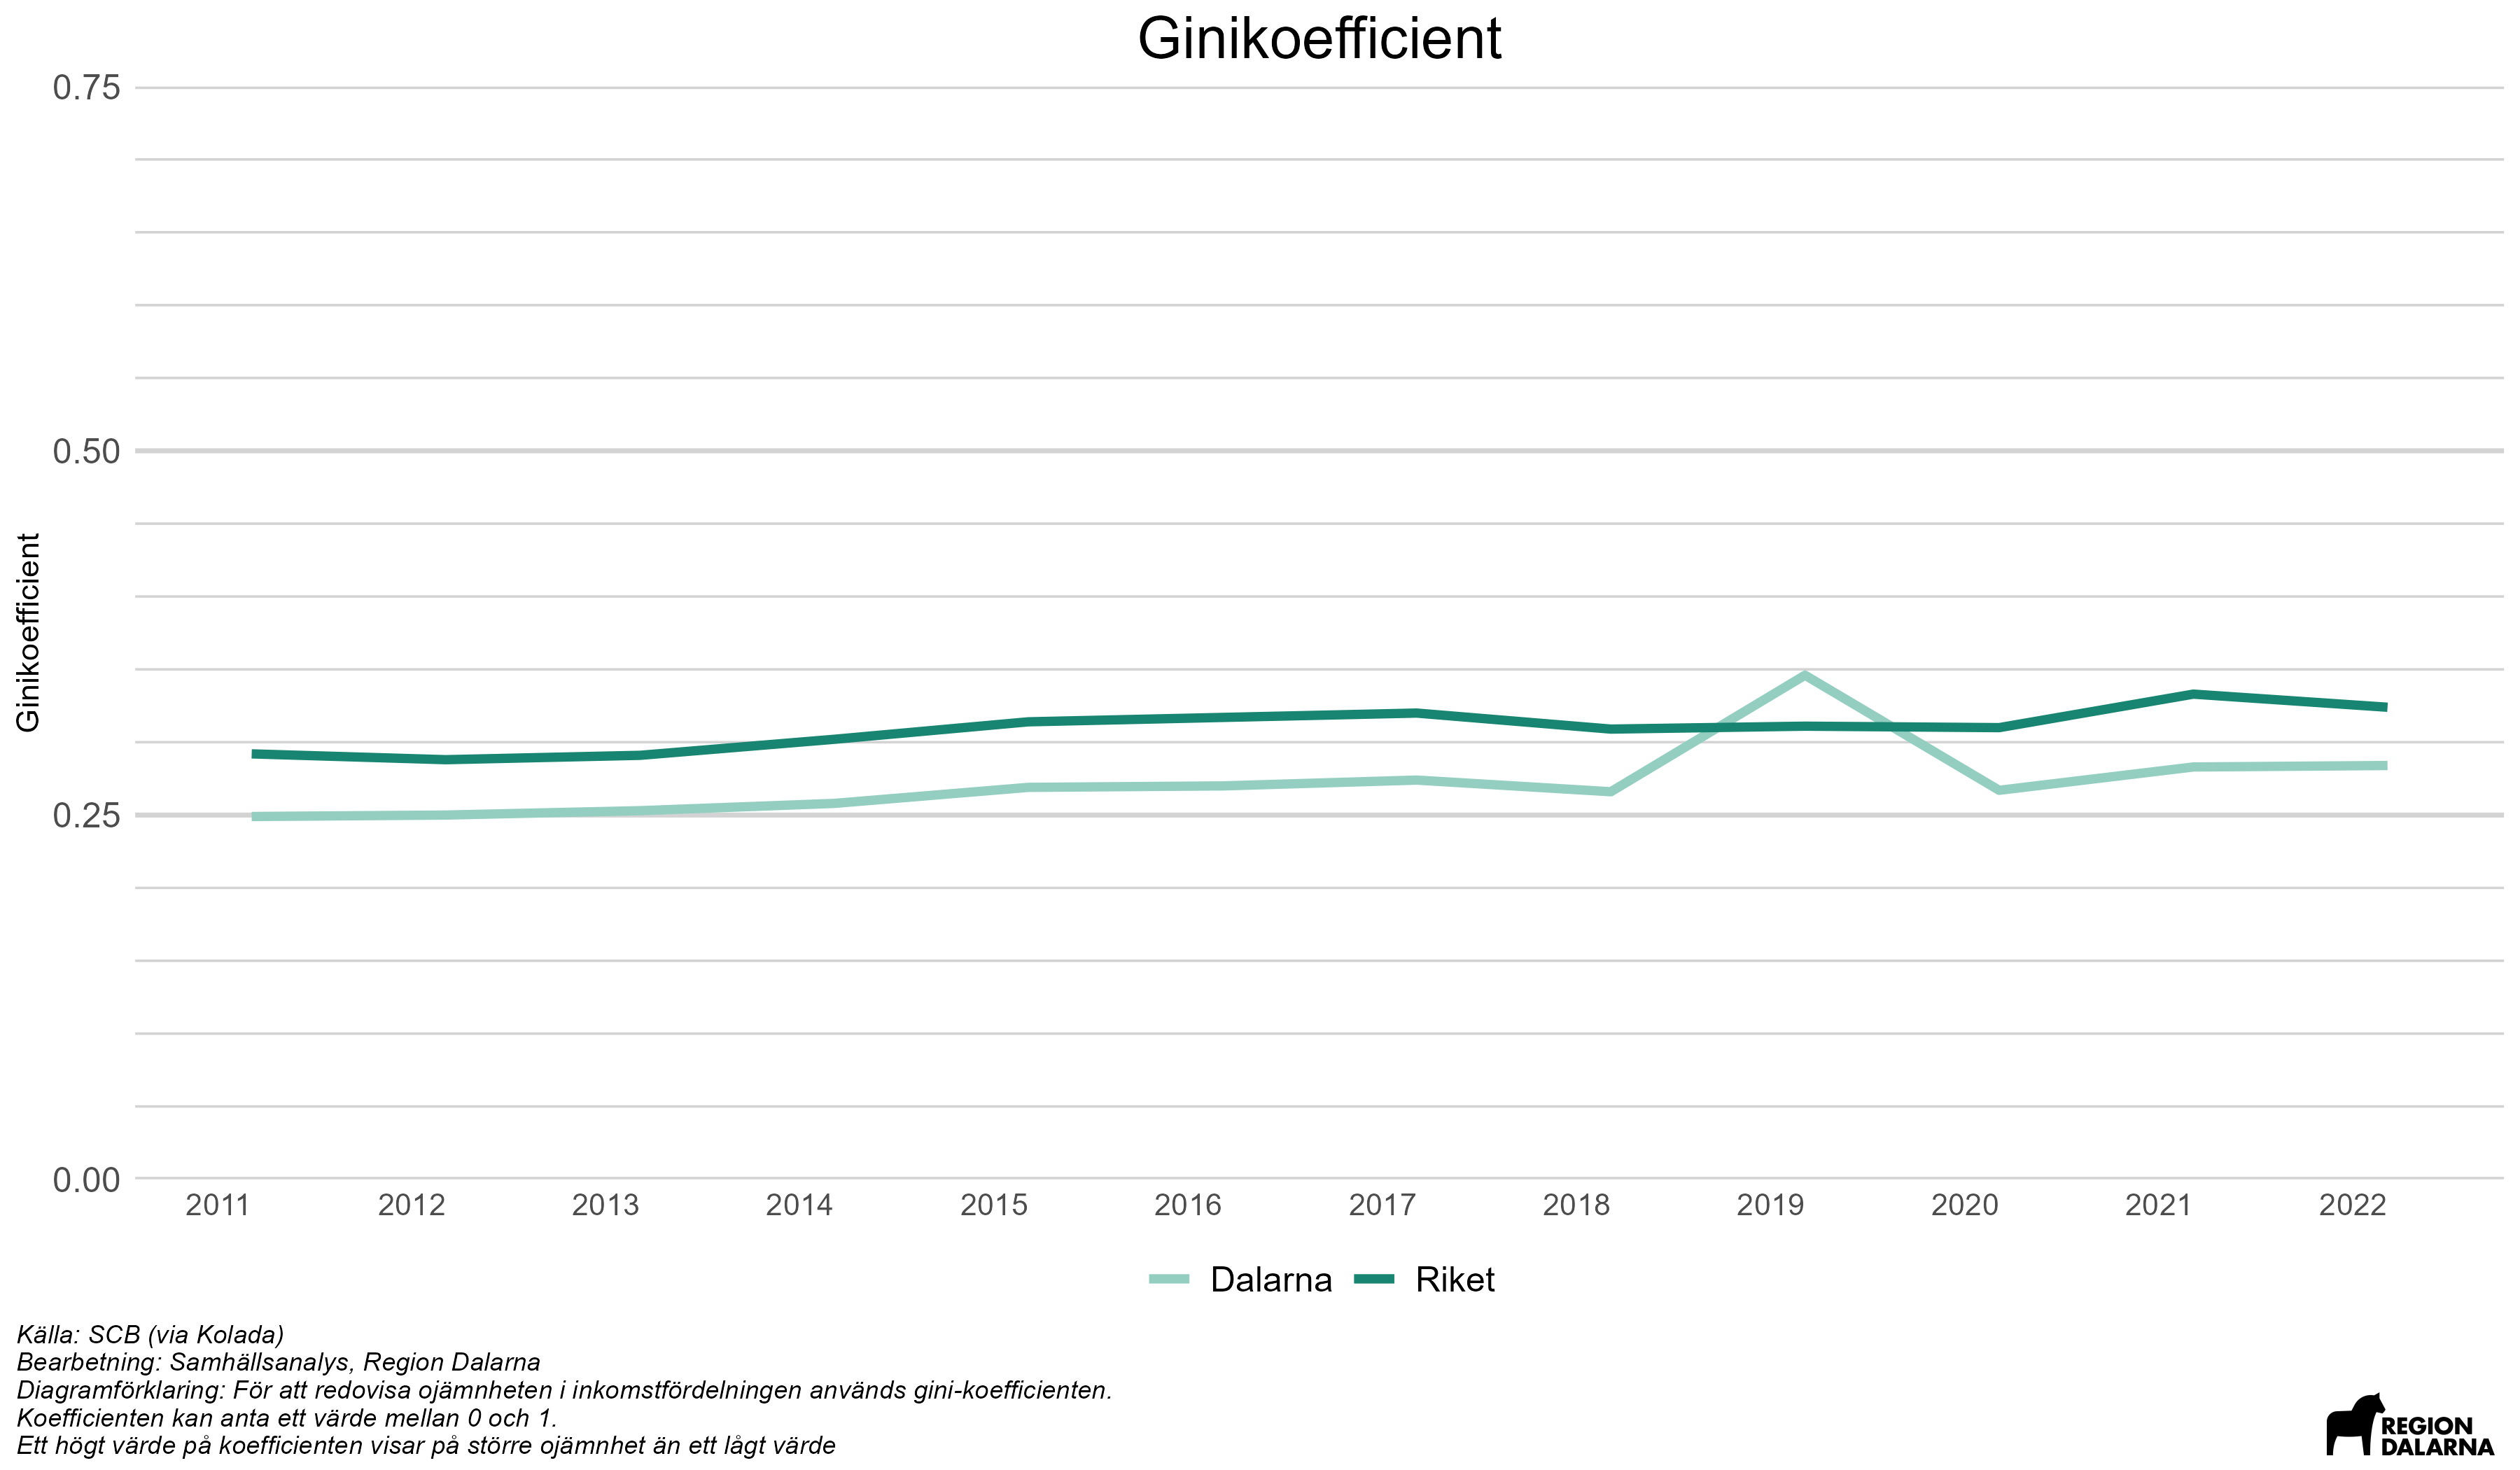 Ginikoefficient
0.75
0.50
0.25
0.00
Ginikoefficient
2011 2012 2013 2014 2015 2016 2017 2018 2019 2020 2021 2022
Dalarna Riket
Källa: SCB (via Kolada)
Bearbetning: Samhällsanalys, Region Dalarna
Diagramförklaring: För att redovisa ojämnheten i inkomstfördelningen används gini-koefficienten.
Koefficienten kan anta ett värde mellan 0 och 1.
Ett högt värde på koefficienten visar på större ojämnhet än ett lågt värde
REGION
DALARNA